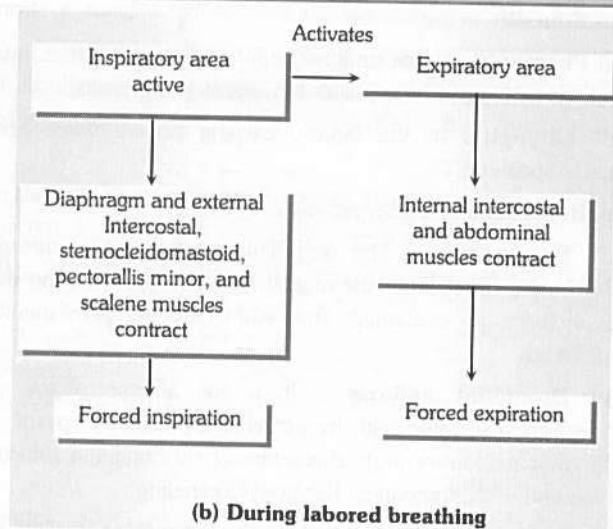 Activates
Inspiratory area
active
Expiratory area
Diaphragm and external
Intercostal,
sternocleidomastoid,
pectorallis minor, and
scalene muscles
contract
Internal intercostal
and abdominal
muscles contract
Forced inspiration
Forced expiration
(b) During labored breathing